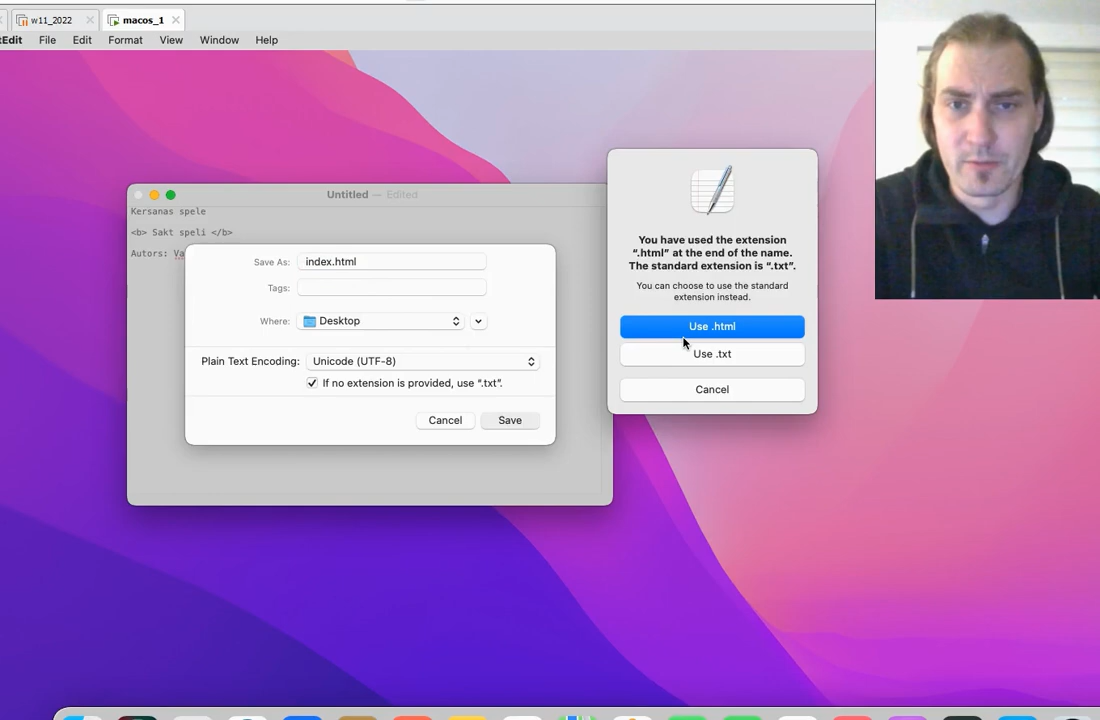 w11_2022
macos_1
tEdit File Edit Format View Window Help
Untitled — Edited
Kersanas spele
<b> Sakt speli </b>
Autors: Va
Save As: index.html
Tags:
Where: Desktop
Plain Text Encoding: Unicode (UTF-8)
If no extension is provided, use “.txt”.
Cancel Save
You have used the extension
“.html” at the end of the name.
The standard extension is “.txt”.
You can choose to use the standard
extension instead.
Use .html
Use .txt
Cancel